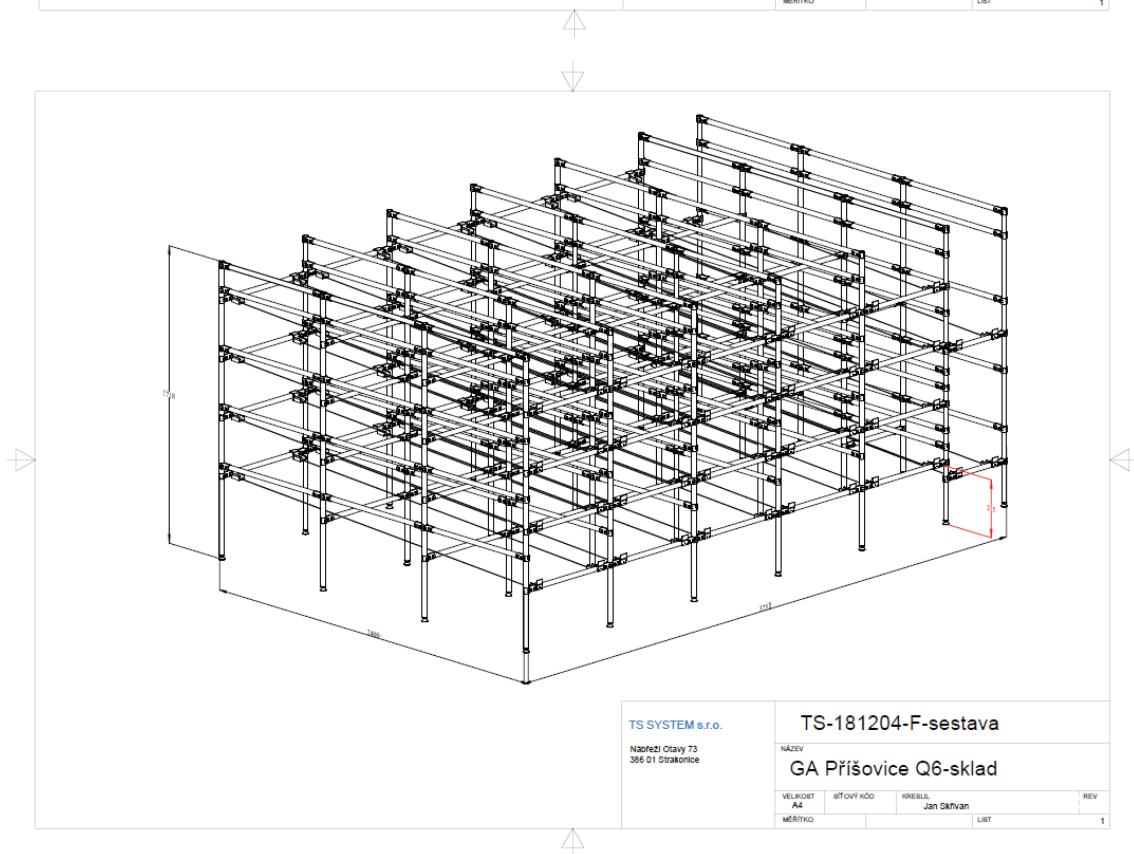 MĚŘÍTKO LIST 1
TS SYSTEM s.r.o.
Nábřeží Otavy 73
386 01 Strakonice
TS-181204-F-sestava
NÁZEV
GA Příšovice Q6-sklad
VELIKOST SÍŤOVÝ KÓD KRESLIL REV
A4 Jan Skřivan
MĚŘÍTKO LIST 1